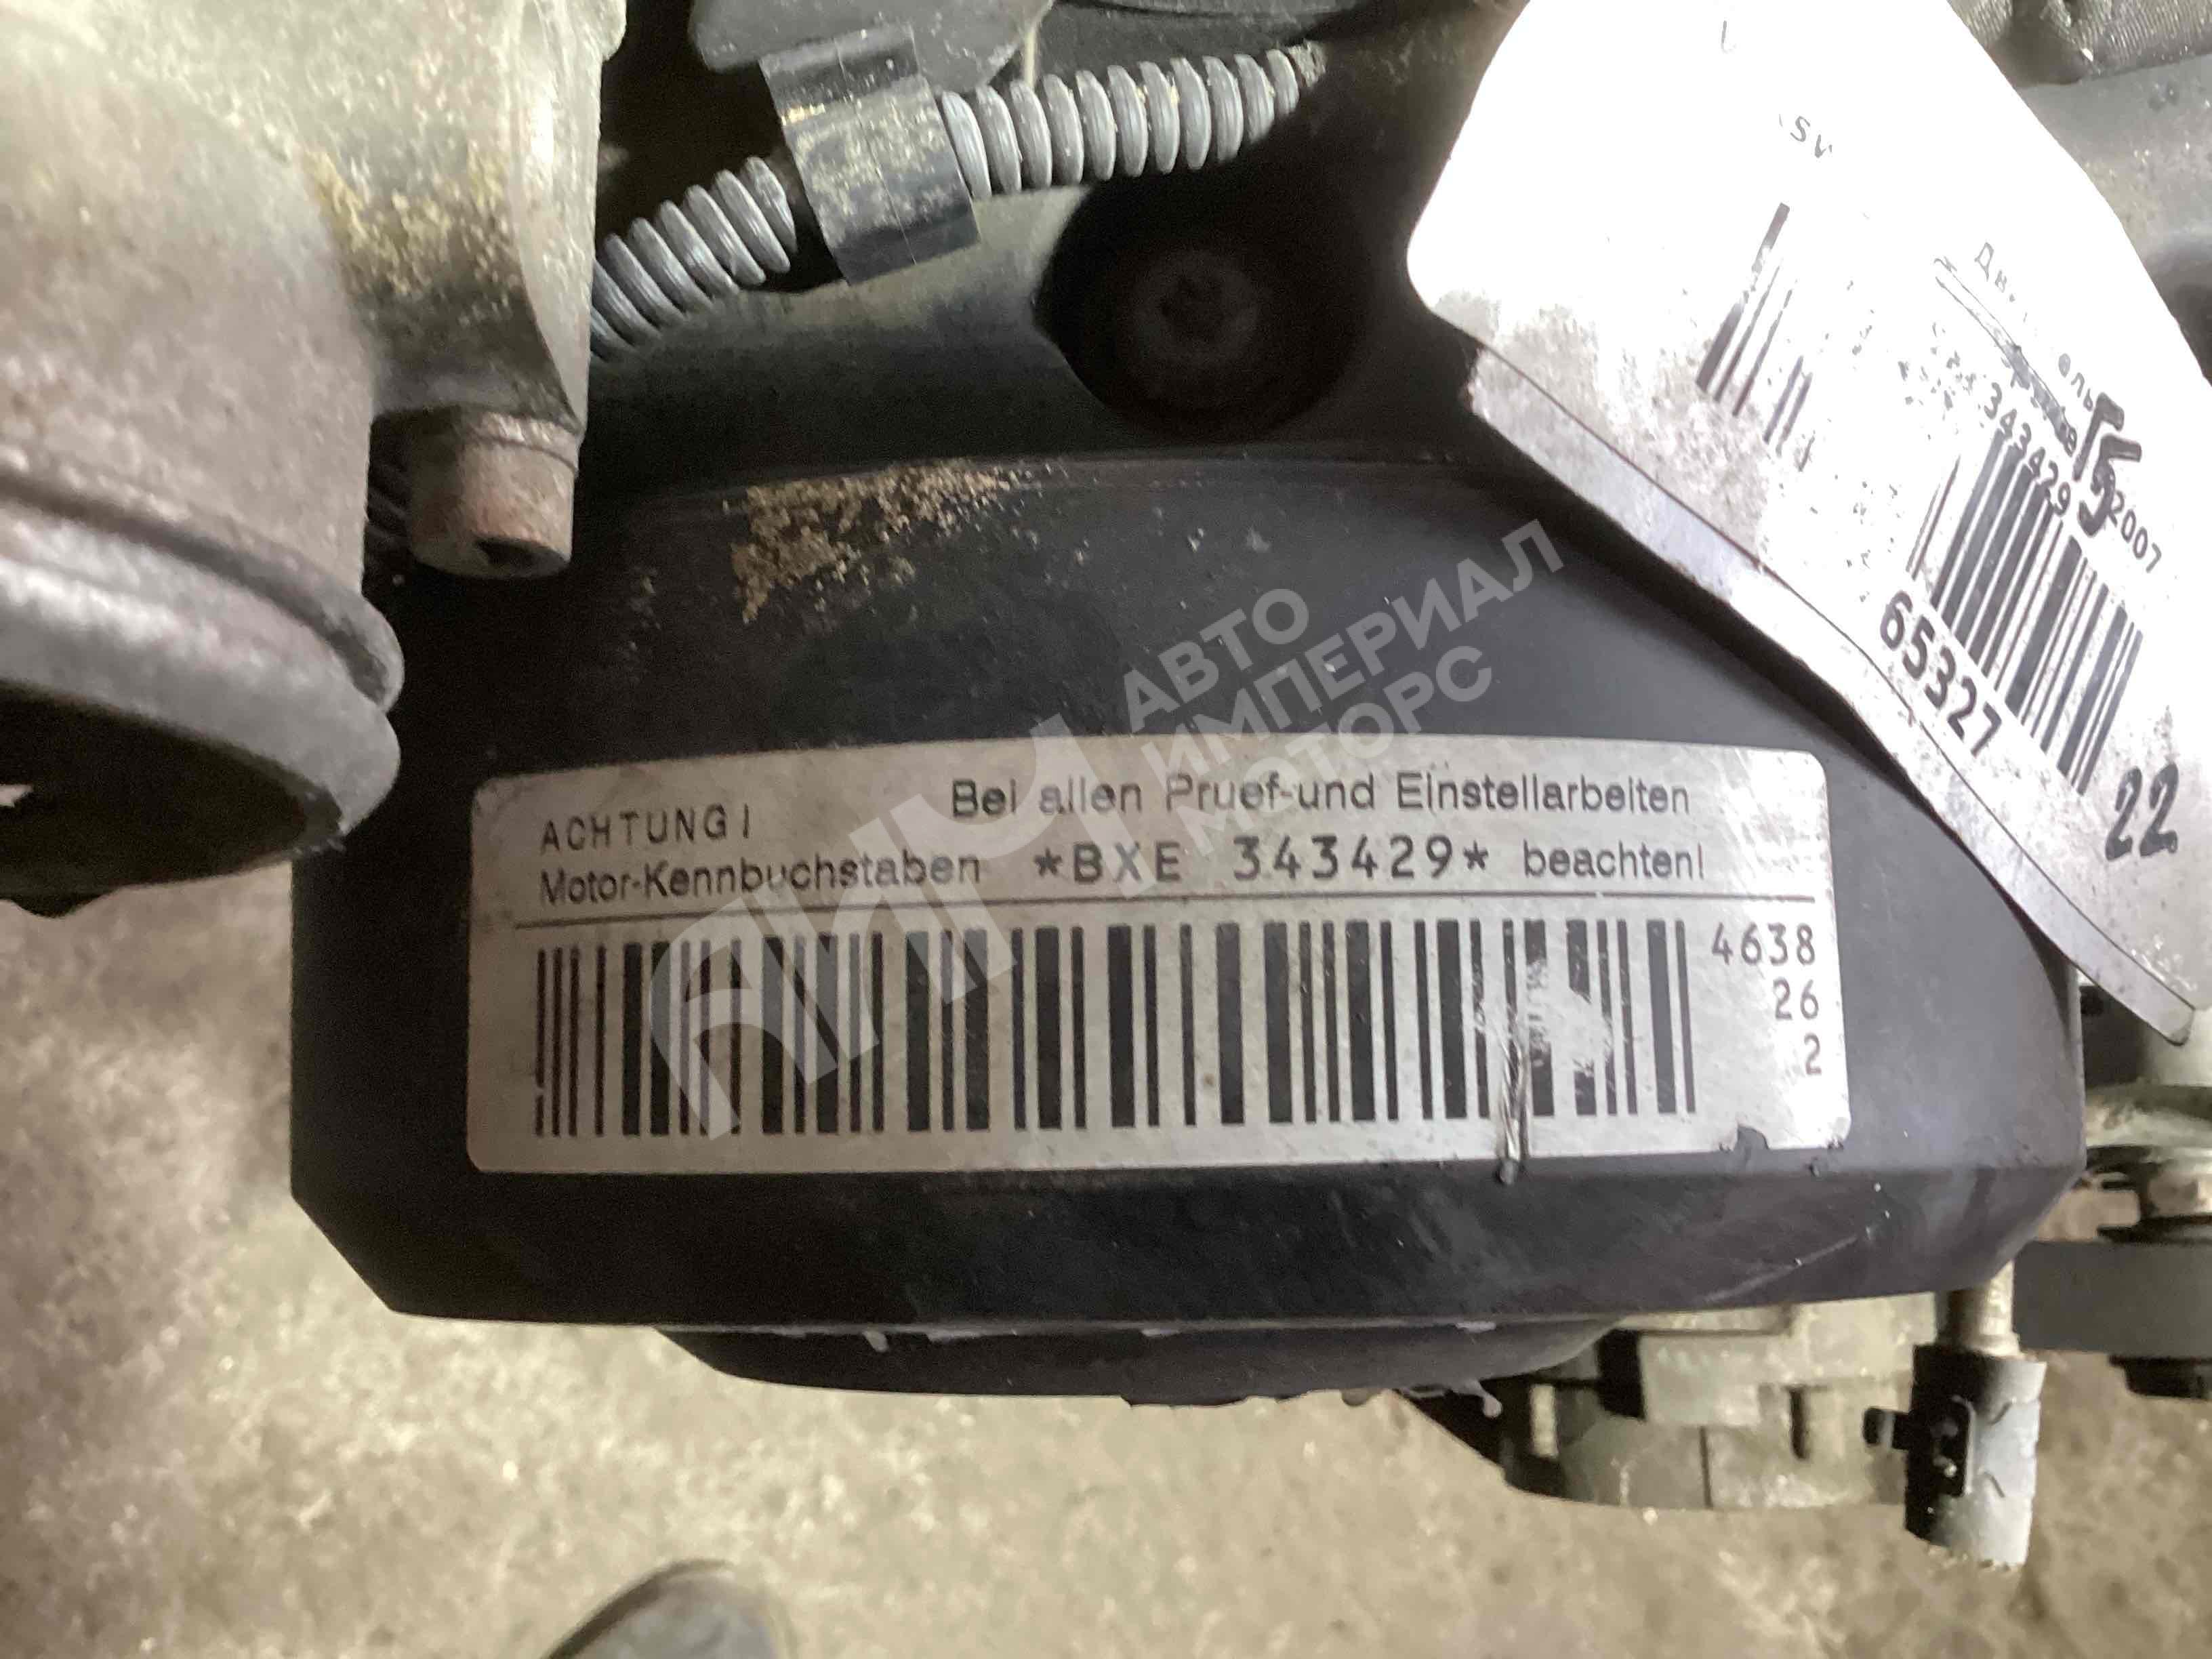 343429
2007
65327
22
АВТО
ИМПЕРИАЛ
МОТОРС
АИМ
ACHTUNG! Bei allen Pruef-und Einstellarbeiten
Motor-Kennbuchstaben *BXE 343429* beachten!
4638
26
2